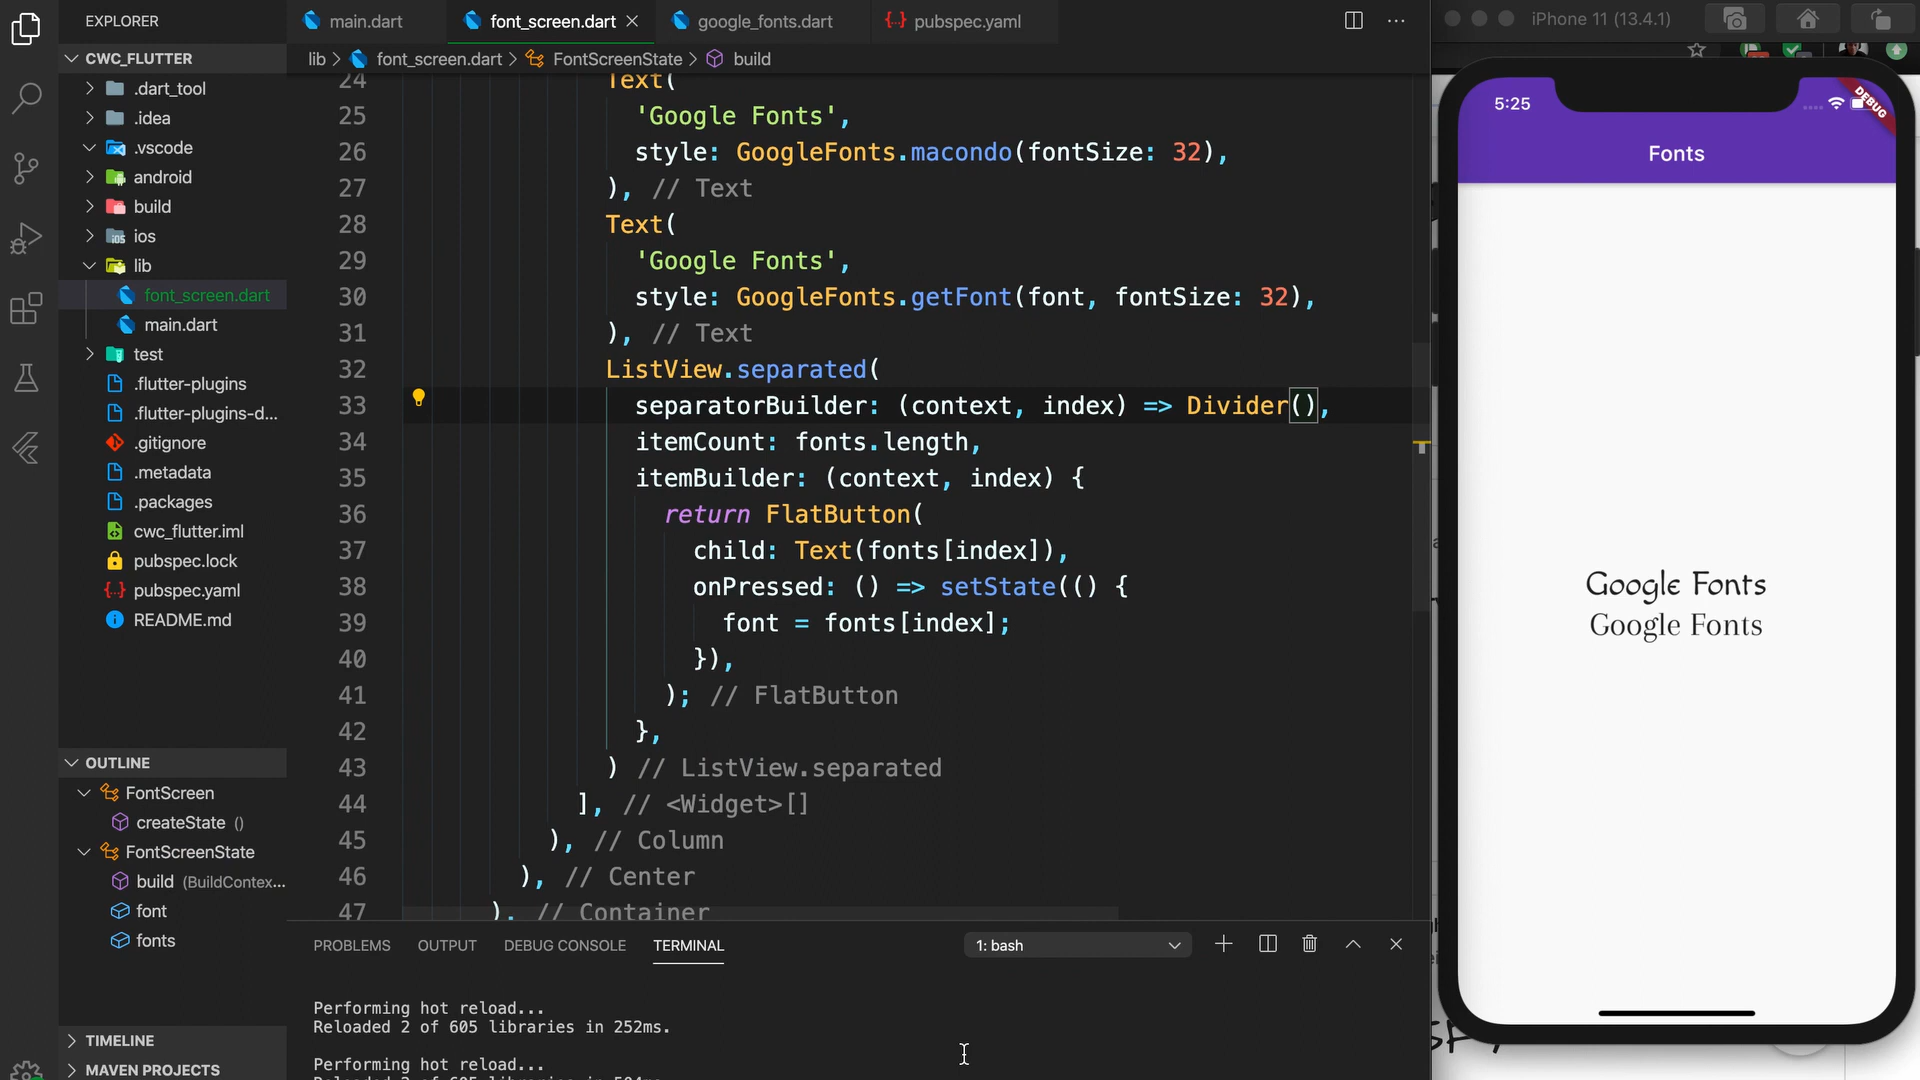 EXPLORER
CWC_FLUTTER
.dart_tool
.idea
.vscode
android
build
ios
lib
font_screen.dart
main.dart
test
.flutter-plugins
.flutter-plugins-d...
.gitignore
.metadata
.packages
cwc_flutter.iml
pubspec.lock
pubspec.yaml
README.md
OUTLINE
FontScreen
createState ()
FontScreenState
build (BuildContex...
font
fonts
TIMELINE
MAVEN PROJECTS
main.dart font_screen.dart google_fonts.dart pubspec.yaml
lib > font_screen.dart > FontScreenState > build
24 Text(
25 'Google Fonts',
26 style: GoogleFonts.macondo(fontSize: 32),
27 ), // Text
28 Text(
29 'Google Fonts',
30 style: GoogleFonts.getFont(font, fontSize: 32),
31 ), // Text
32 ListView.separated(
33 separatorBuilder: (context, index) => Divider(),
34 itemCount: fonts.length,
35 itemBuilder: (context, index) {
36 return FlatButton(
37 child: Text(fonts[index]),
38 onPressed: () => setState(() {
39 font = fonts[index];
40 }),
41 ); // FlatButton
42 },
43 ) // ListView.separated
44 ], // <Widget>[]
45 ), // Column
46 ), // Center
47 ), // Container
PROBLEMS OUTPUT DEBUG CONSOLE TERMINAL 1: bash
Performing hot reload...
Reloaded 2 of 605 libraries in 252ms.
Performing hot reload...
iPhone 11 (13.4.1)
5:25
DEBUG
Fonts
Google Fonts
Google Fonts